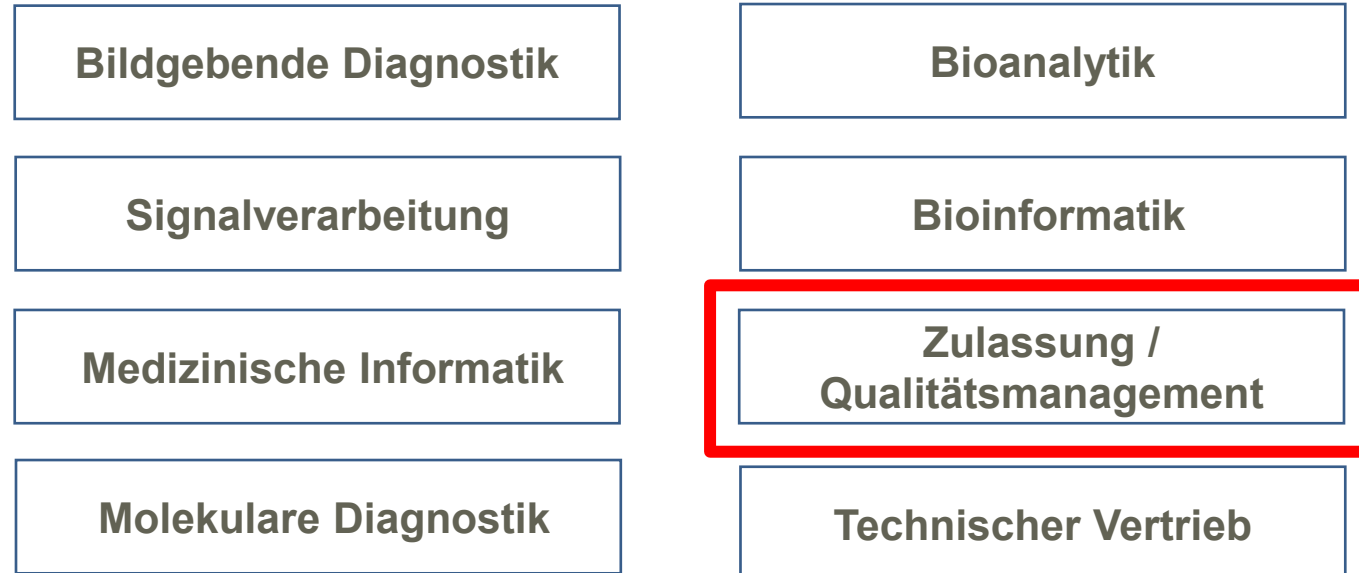 Bildgebende Diagnostik
Bioanalytik
Signalverarbeitung
Bioinformatik
Medizinische Informatik
Zulassung /
Qualitätsmanagement
Molekulare Diagnostik
Technischer Vertrieb